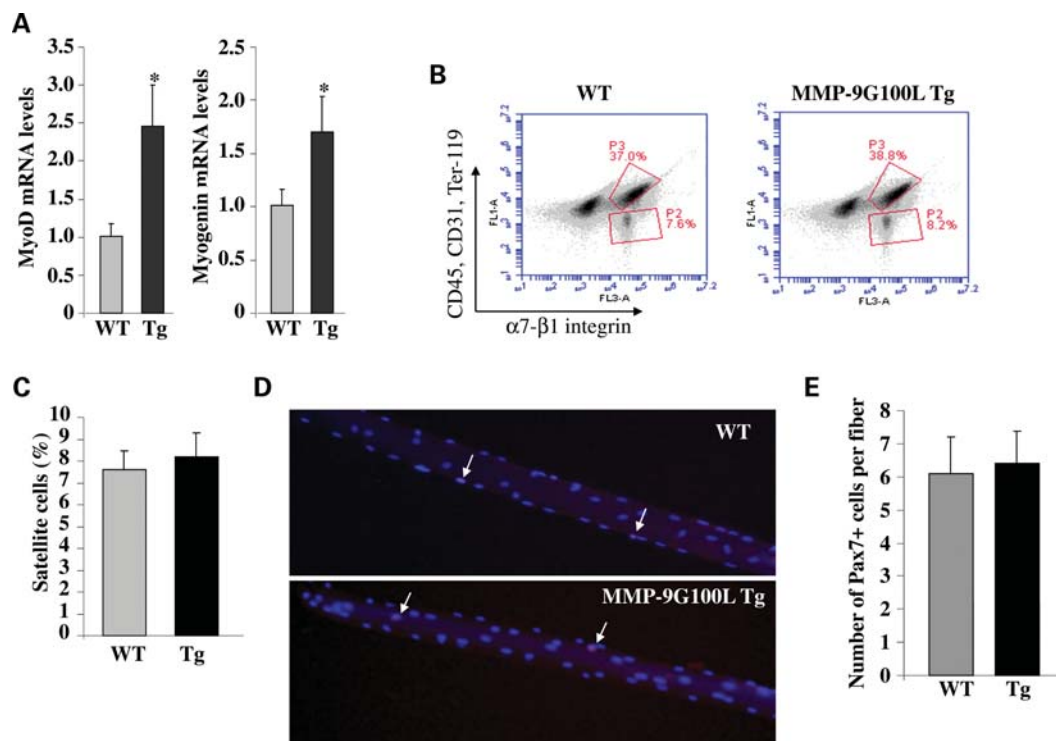 A
MyoD mRNA levels
3.5
3.0
2.5
2.0
1.5
1.0
0.5
0
*
WT Tg
Myogenin mRNA levels
2.5
2.0
1.5
1.0
0.5
0
*
WT Tg
B
CD45, CD31, Ter-119
α7-β1 integrin
WT
P3
37.0%
P2
7.6%
FL1-A
FL3-A
MMP-9G100L Tg
P3
38.8%
P2
8.2%
FL1-A
FL3-A
C
Satellite cells (%)
10
9
8
7
6
5
4
3
2
1
0
WT Tg
D
WT
MMP-9G100L Tg
E
Number of Pax7+ cells per fiber
8
7
6
5
4
3
2
1
0
WT Tg